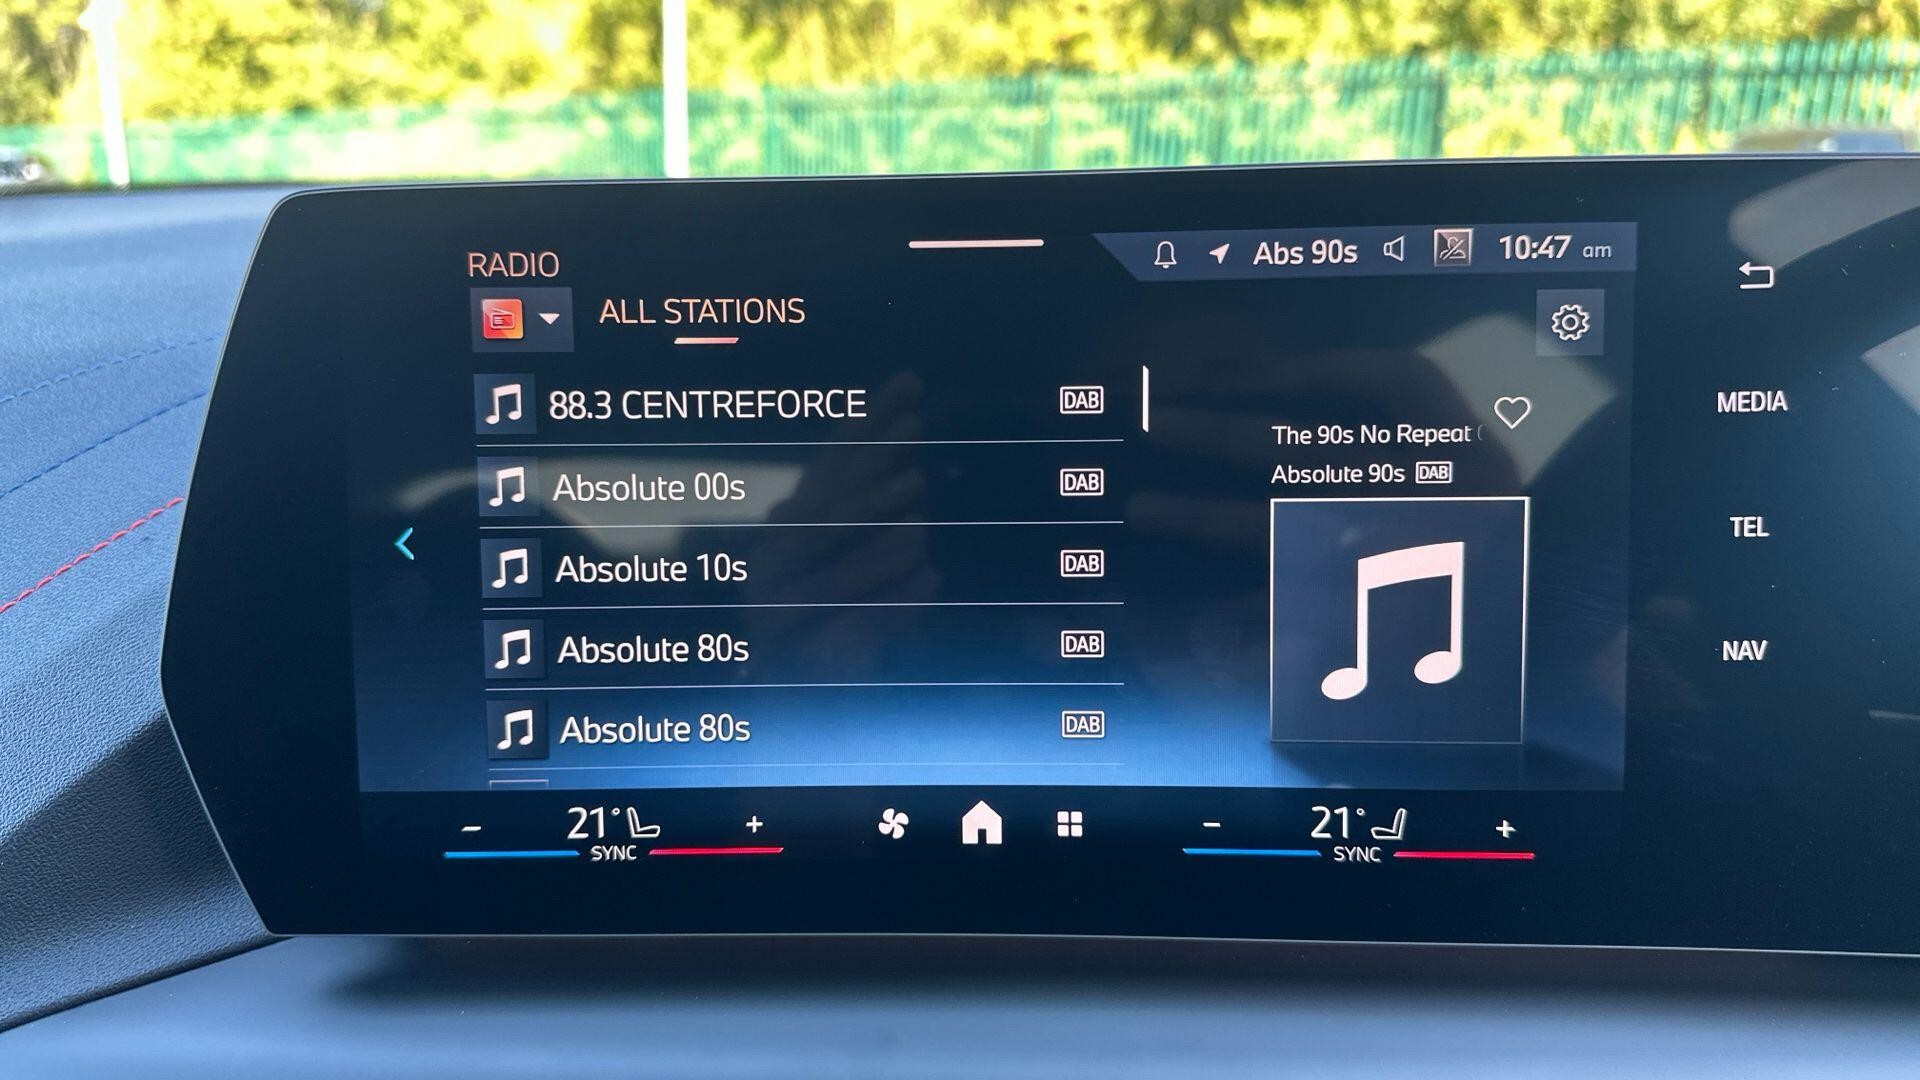 RADIO
Abs 90s
10:47 am
ALL STATIONS
88.3 CENTREFORCE DAB
Absolute 00s DAB
Absolute 10s DAB
Absolute 80s DAB
Absolute 80s DAB
The 90s No Repeat
Absolute 90s DAB
MEDIA
TEL
NAV
- 21° +
SYNC
- 21° +
SYNC